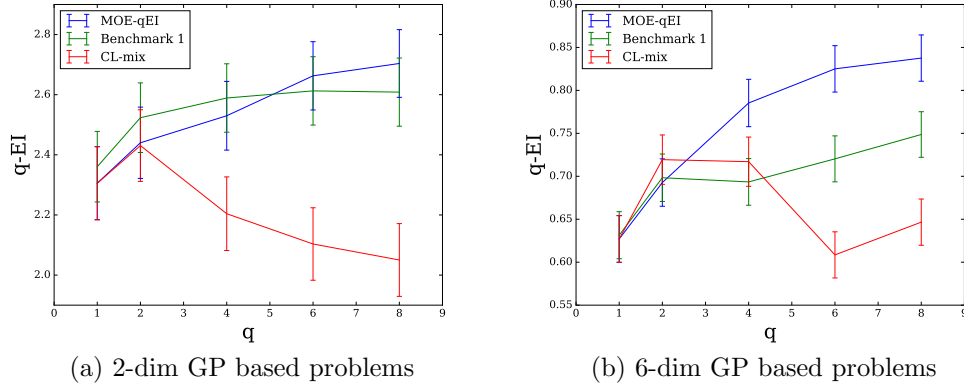 MOE-qEI
Benchmark 1
CL-mix
2.8
2.6
2.4
2.2
2.0
q-EI
0 1 2 3 4 5 6 7 8 9
q
(a) 2-dim GP based problems
MOE-qEI
Benchmark 1
CL-mix
0.90
0.85
0.80
0.75
0.70
0.65
0.60
0.55
q-EI
0 1 2 3 4 5 6 7 8 9
q
(b) 6-dim GP based problems